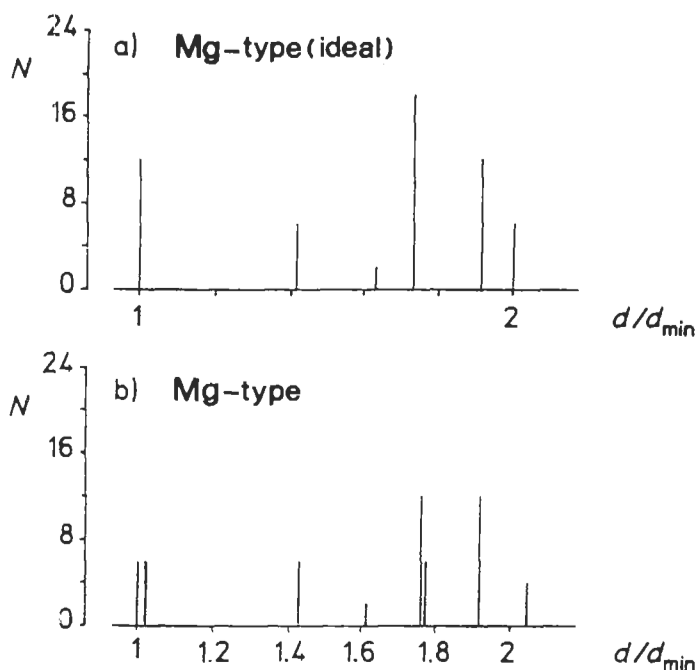 24
a) Mg-type (ideal)
N
16
8
0
1 2 d/dmin
24
b) Mg-type
N
16
8
0
1 1.2 1.4 1.6 1.8 2 d/dmin